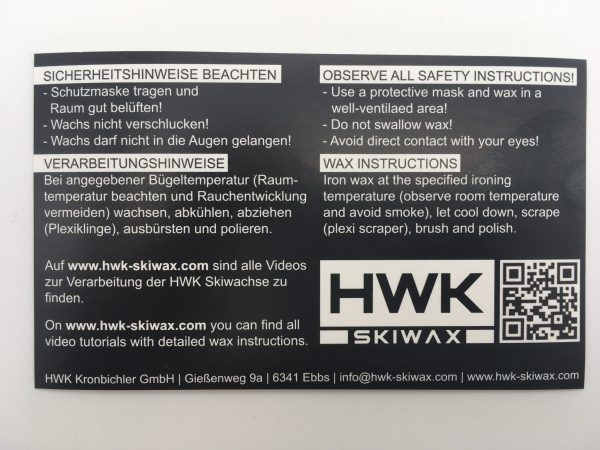 SICHERHEITSHINWEISE BEACHTEN
- Schutzmaske tragen und
Raum gut belüften!
- Wachs nicht verschlucken!
- Wachs darf nicht in die Augen gelangen!
VERARBEITUNGSHINWEISE
Bei angegebener Bügeltemperatur (Raum-
temperatur beachten und Rauchentwicklung
vermeiden) wachsen, abkühlen, abziehen
(Plexiklinge), ausbürsten und polieren.
Auf www.hwk-skiwax.com sind alle Videos
zur Verarbeitung der HWK Skiwachse zu
finden.
On www.hwk-skiwax.com you can find all
video tutorials with detailed wax instructions.
OBSERVE ALL SAFETY INSTRUCTIONS!
- Use a protective mask and wax in a
well-ventilaed area!
- Do not swallow wax!
- Avoid direct contact with your eyes!
WAX INSTRUCTIONS
Iron wax at the specified ironing
temperature (observe room temperature
and avoid smoke), let cool down, scrape
(plexi scraper), brush and polish.
HWK
SKIWAX
HWK Kronbichler GmbH | Gießenweg 9a | 6341 Ebbs | info@hwk-skiwax.com | www.hwk-skiwax.com